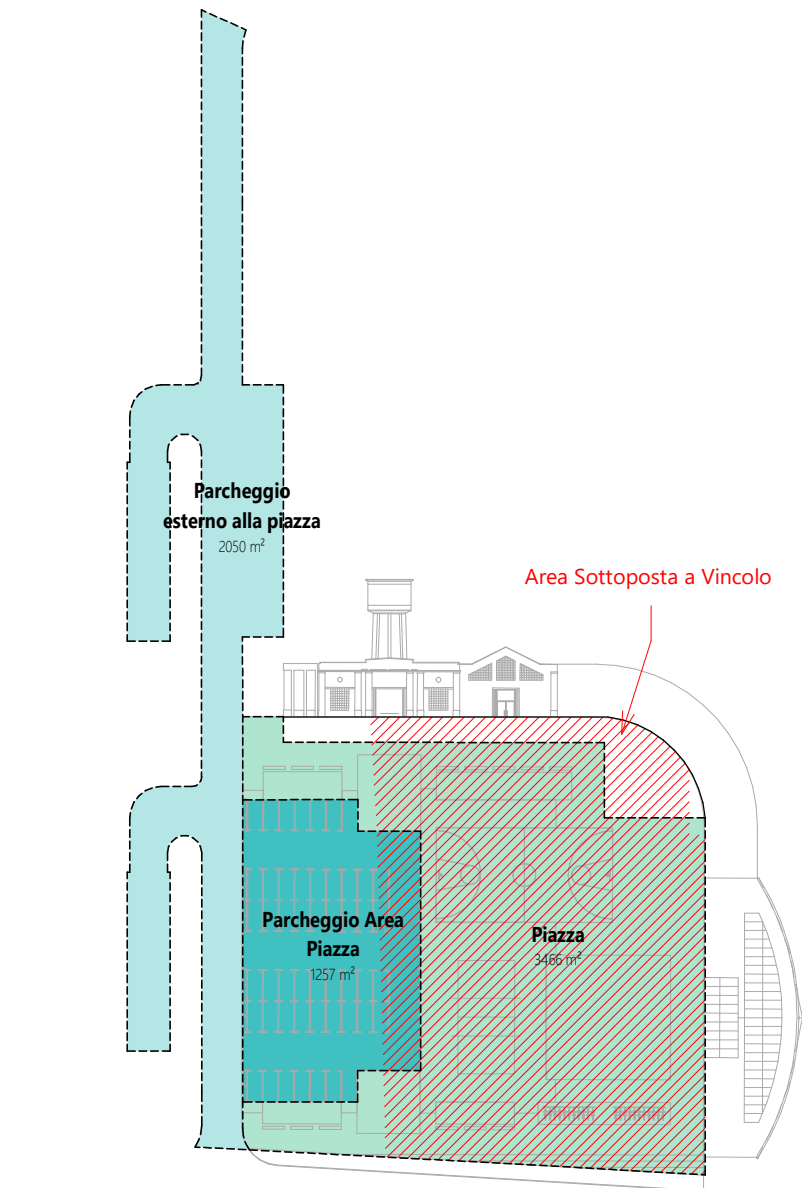 Parcheggio
esterno alla piazza
2050 m²
Area Sottoposta a Vincolo
Parcheggio Area
Piazza
1257 m²
Piazza
3466 m²